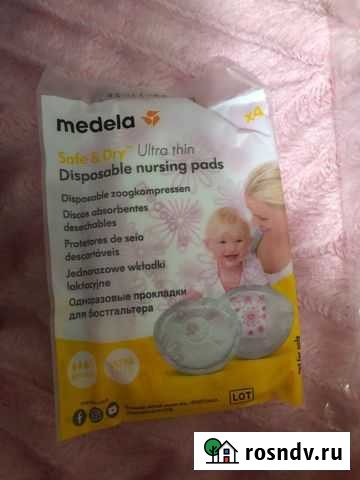 medela
x4
Safe & Dry™ Ultra thin
Disposable nursing pads
Disposable zoogkompressen
Discos absorbentes
desechables
Protetores de seio
descartáveis
Jednorazowe wkładki
laktacyjne
Одноразовые прокладки
для бюстгальтера
LOT
rosndv.ru